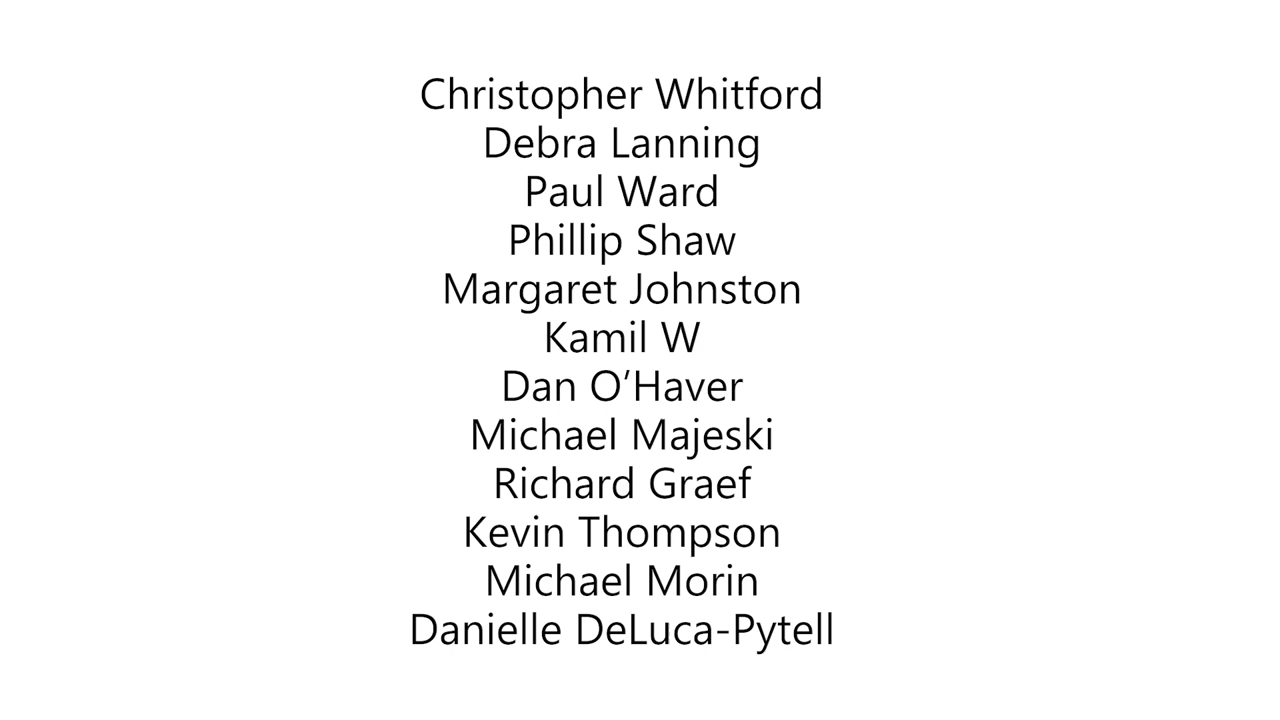 Christopher Whitford
Debra Lanning
Paul Ward
Phillip Shaw
Margaret Johnston
Kamil W
Dan O’Haver
Michael Majeski
Richard Graef
Kevin Thompson
Michael Morin
Danielle DeLuca-Pytell